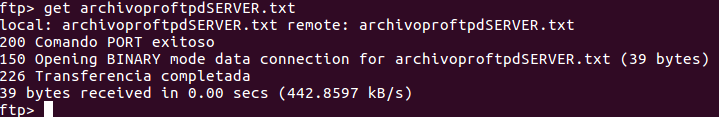 ftp> get archivoproftpdSERVER.txt
local: archivoproftpdSERVER.txt remote: archivoproftpdSERVER.txt
200 Comando PORT exitoso
150 Opening BINARY mode data connection for archivoproftpdSERVER.txt (39 bytes)
226 Transferencia completada
39 bytes received in 0.00 secs (442.8597 kB/s)
ftp>